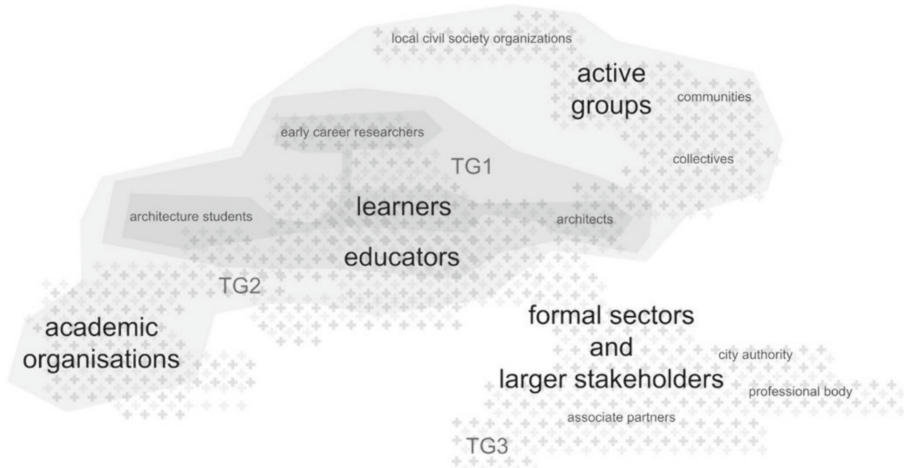 local civil society organizations
active
groups
communities
early career researchers
collectives
TG1
learners
architecture students
architects
educators
TG2
formal sectors
and
larger stakeholders
academic
organisations
city authority
professional body
associate partners
TG3